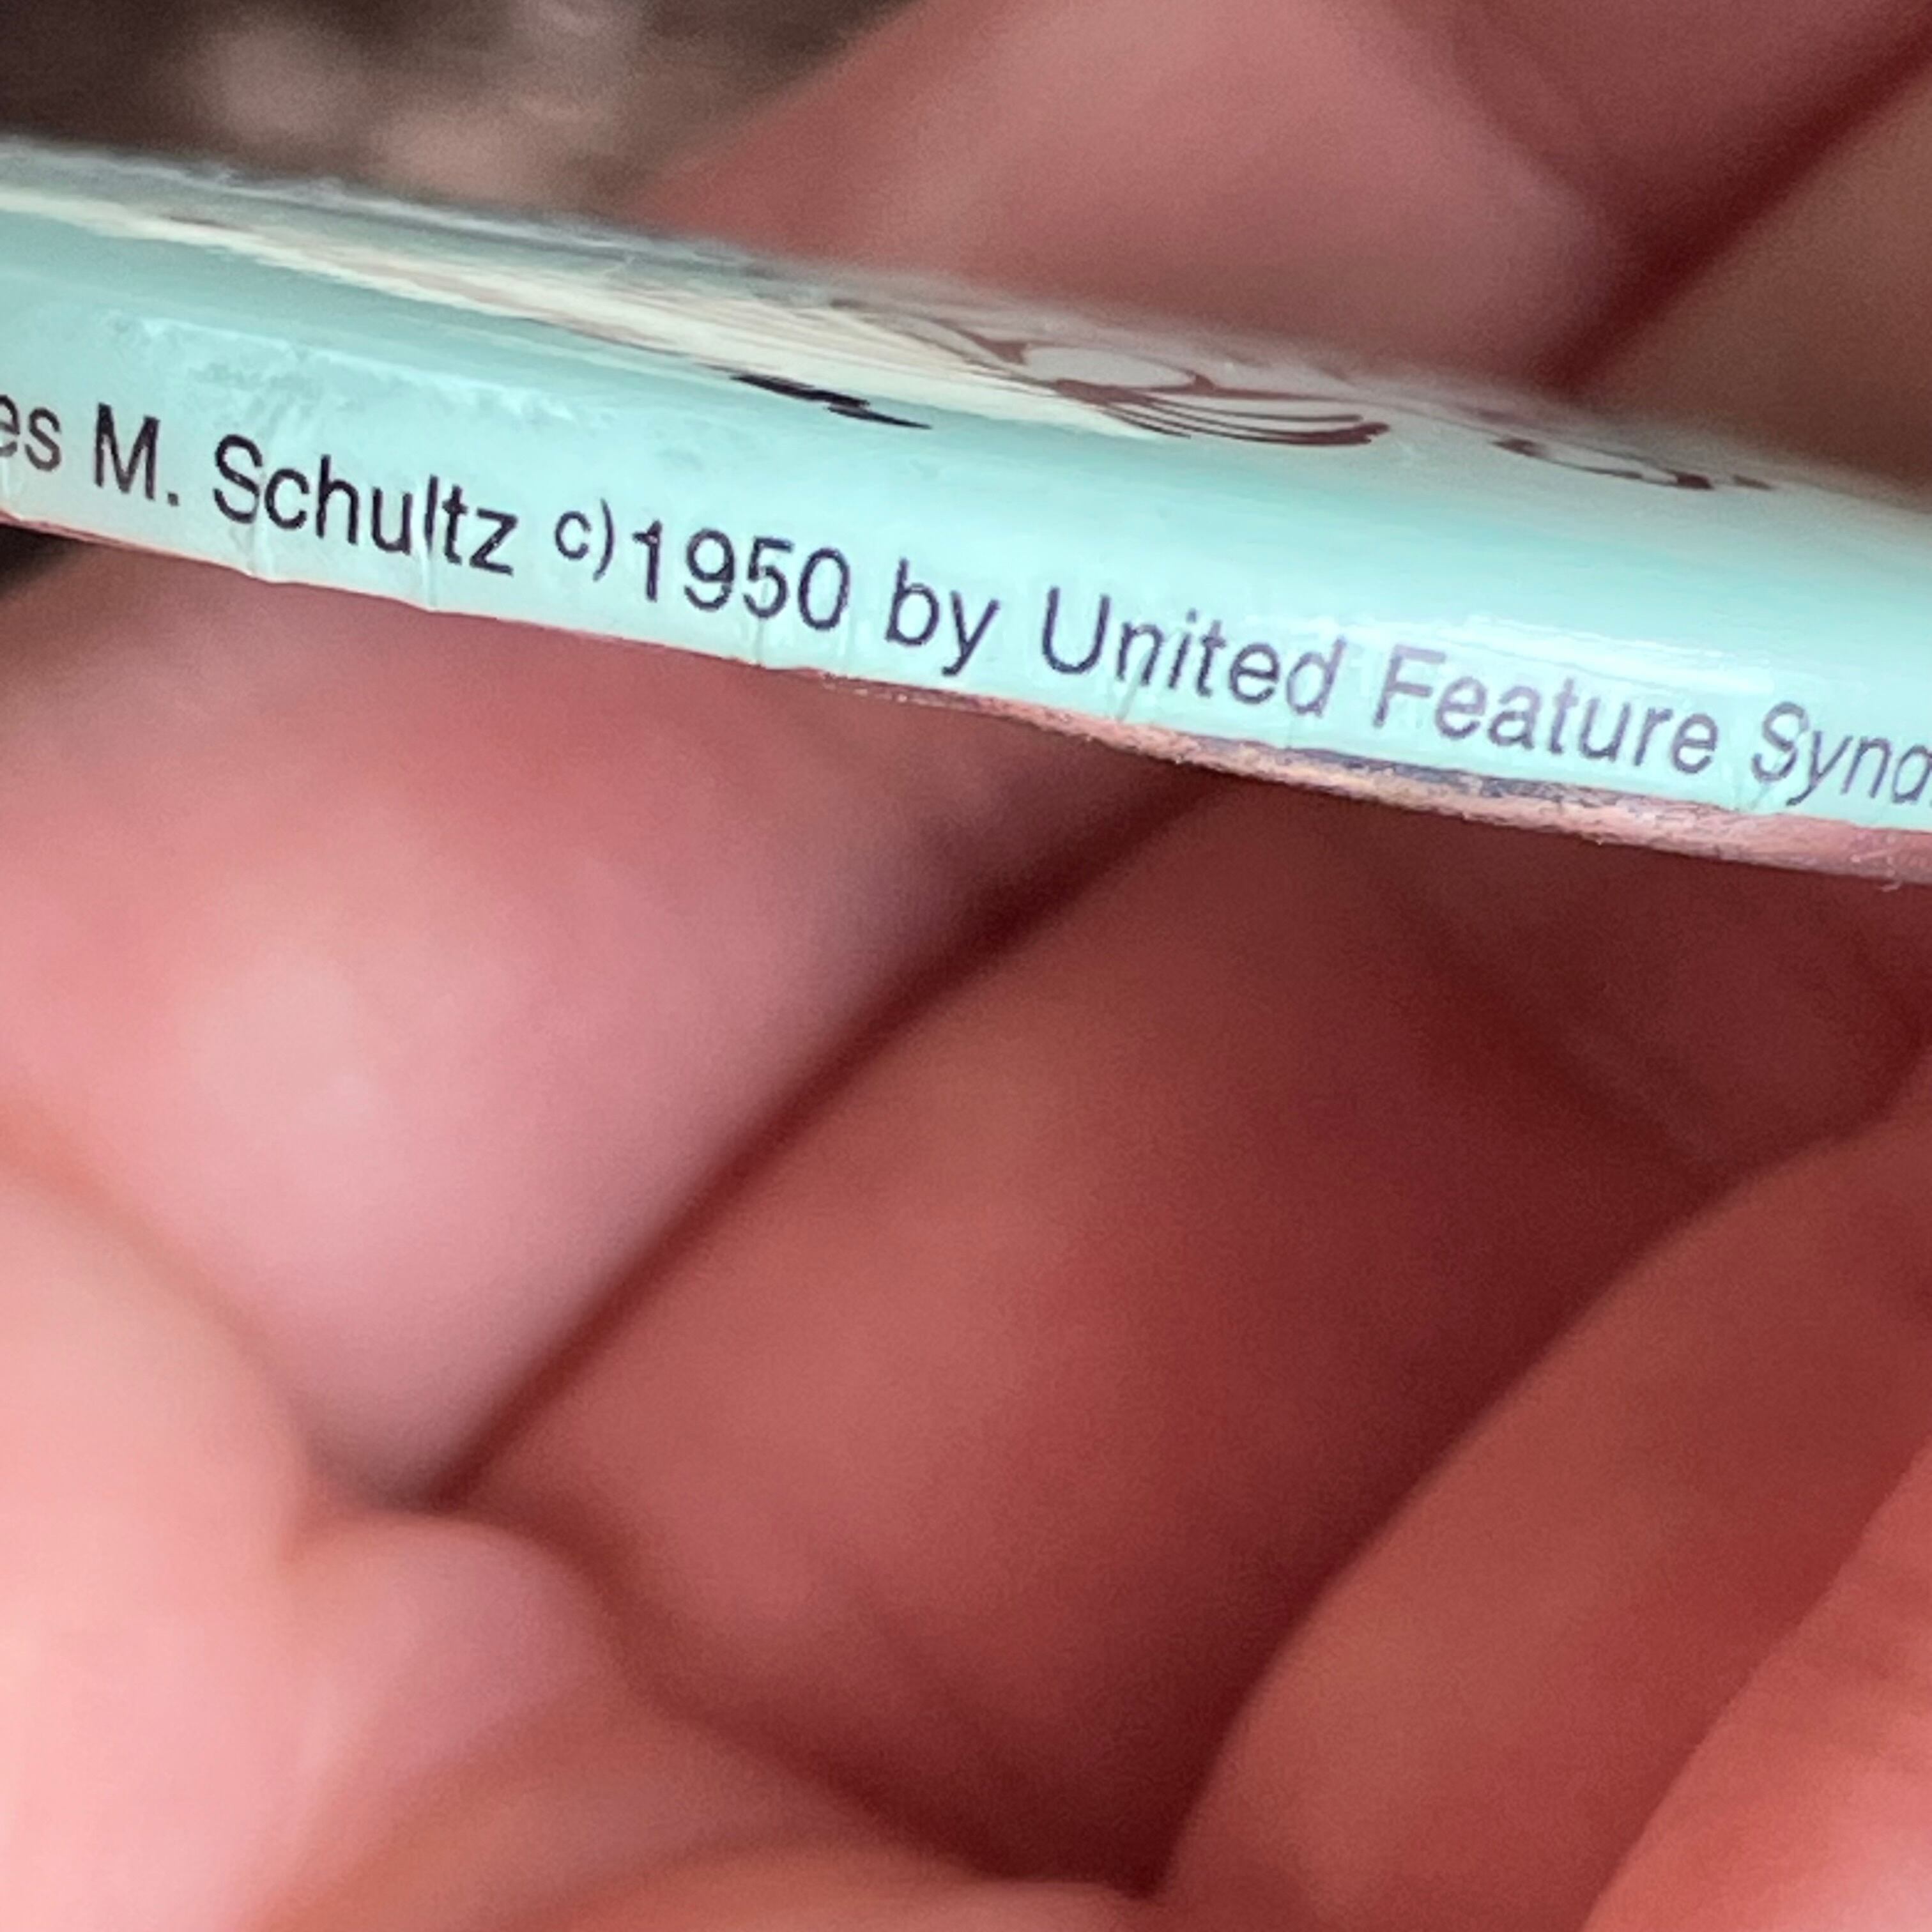 es M. Schultz c)1950 by United Feature Synd